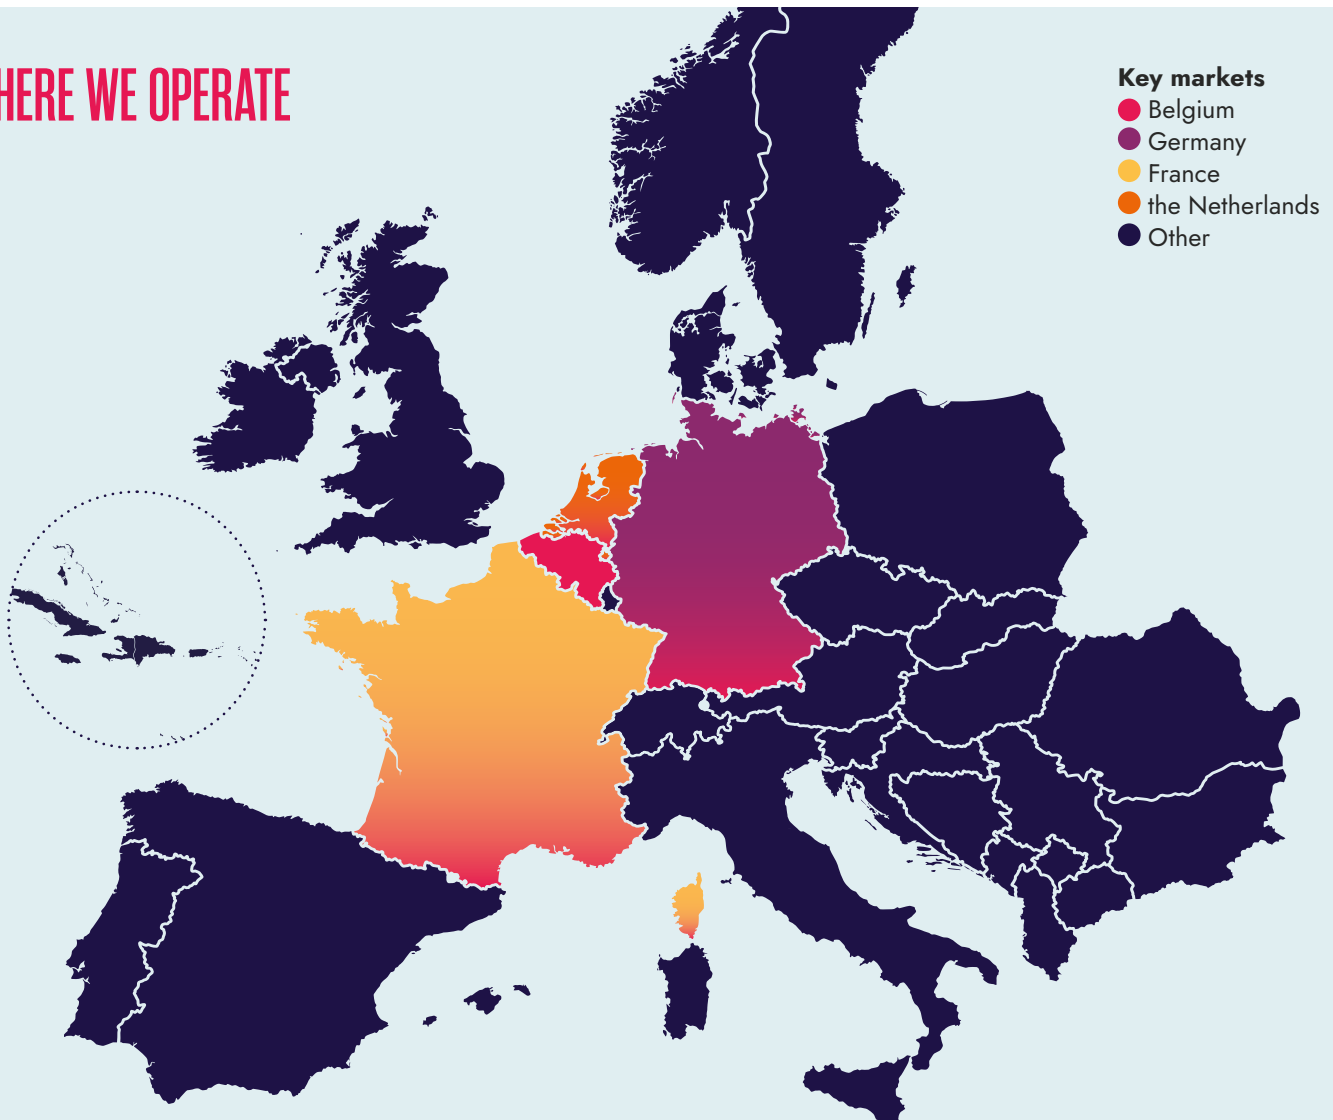 HERE WE OPERATE
Key markets
Belgium
Germany
France
the Netherlands
Other